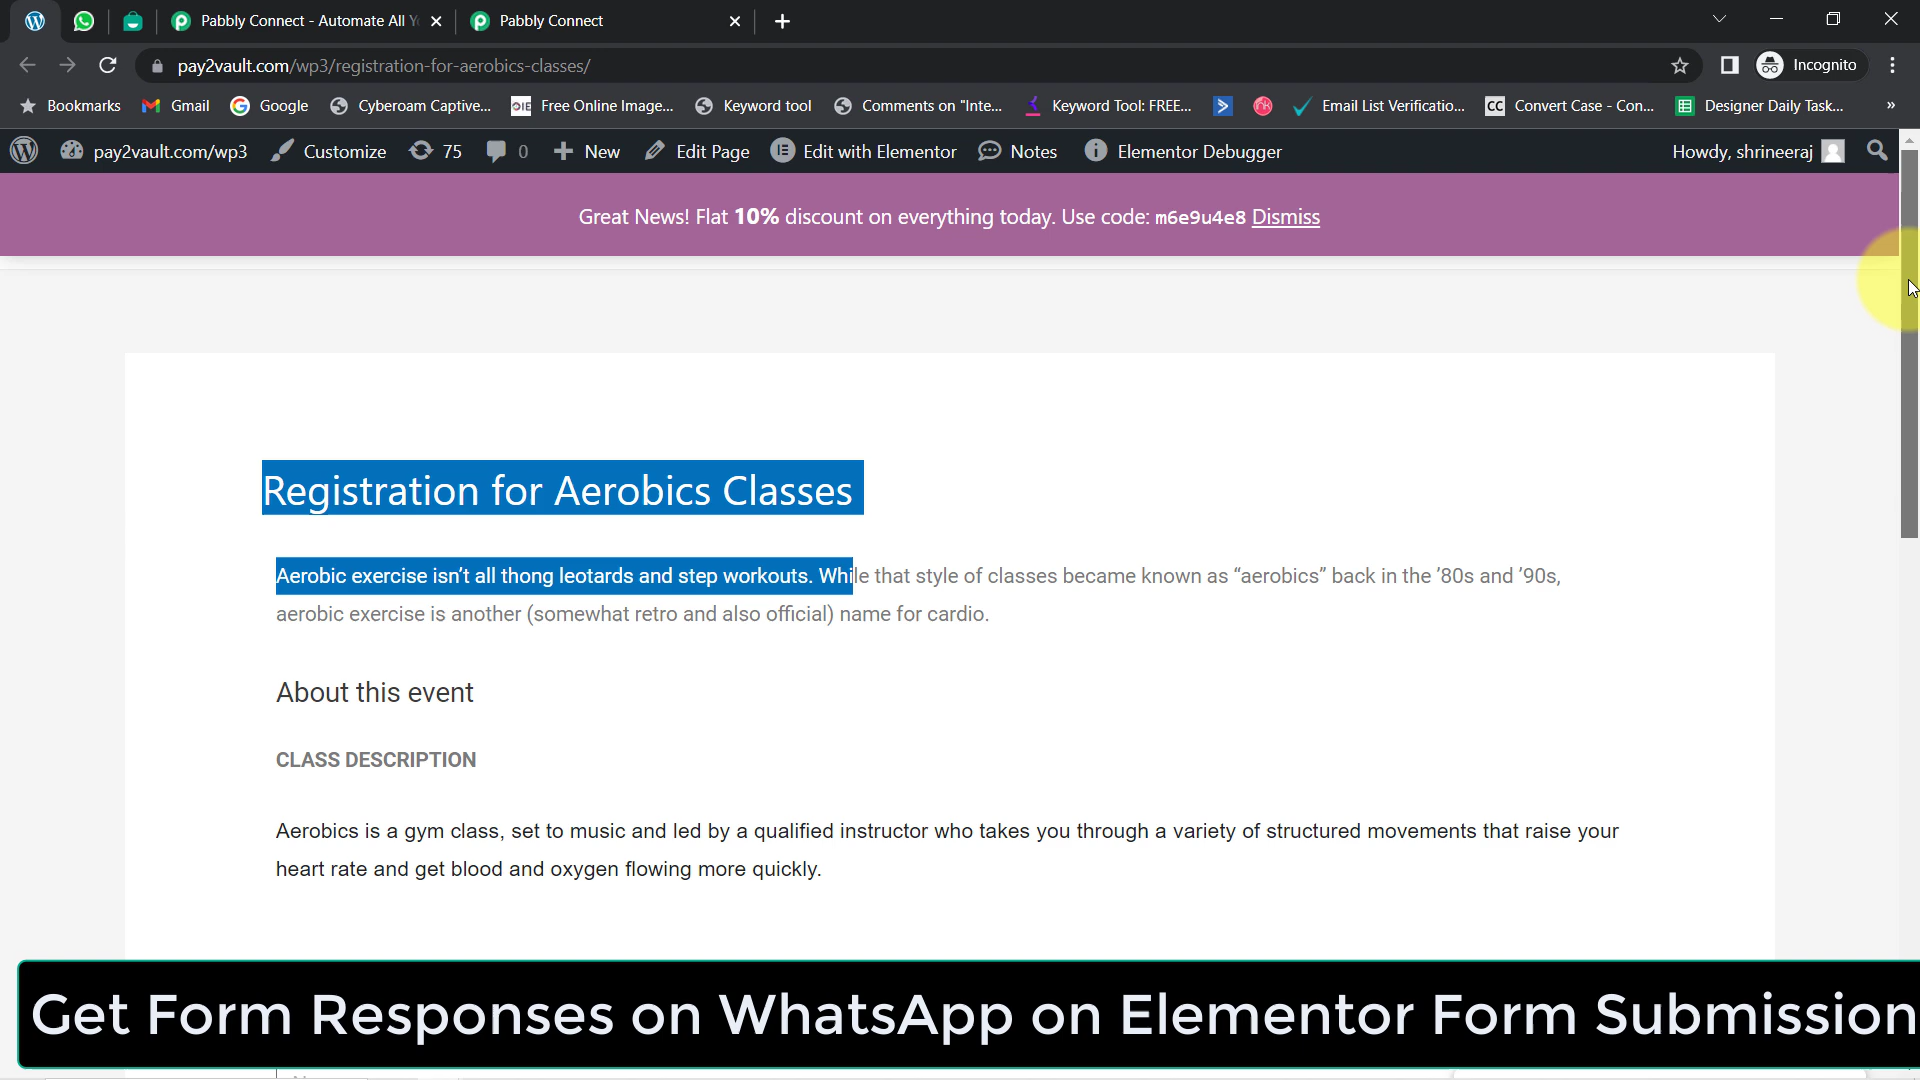 Pabbly Connect - Automate All Y
Pabbly Connect
pay2vault.com/wp3/registration-for-aerobics-classes/
Incognito
Bookmarks
Gmail
Google
Cyberoam Captive...
OIE
Free Online Image...
Keyword tool
Comments on "Inte...
Keyword Tool: FREE...
Email List Verificatio...
CC
Convert Case - Con...
Designer Daily Task...
»
pay2vault.com/wp3
Customize
75
0
New
Edit Page
Edit with Elementor
Notes
Elementor Debugger
Howdy, shrineeraj
Great News! Flat 10% discount on everything today. Use code: m6e9u4e8 Dismiss
Registration for Aerobics Classes
Aerobic exercise isn’t all thong leotards and step workouts. While that style of classes became known as “aerobics” back in the ’80s and ’90s,
aerobic exercise is another (somewhat retro and also official) name for cardio.
About this event
CLASS DESCRIPTION
Aerobics is a gym class, set to music and led by a qualified instructor who takes you through a variety of structured movements that raise your
heart rate and get blood and oxygen flowing more quickly.
Get Form Responses on WhatsApp on Elementor Form Submission